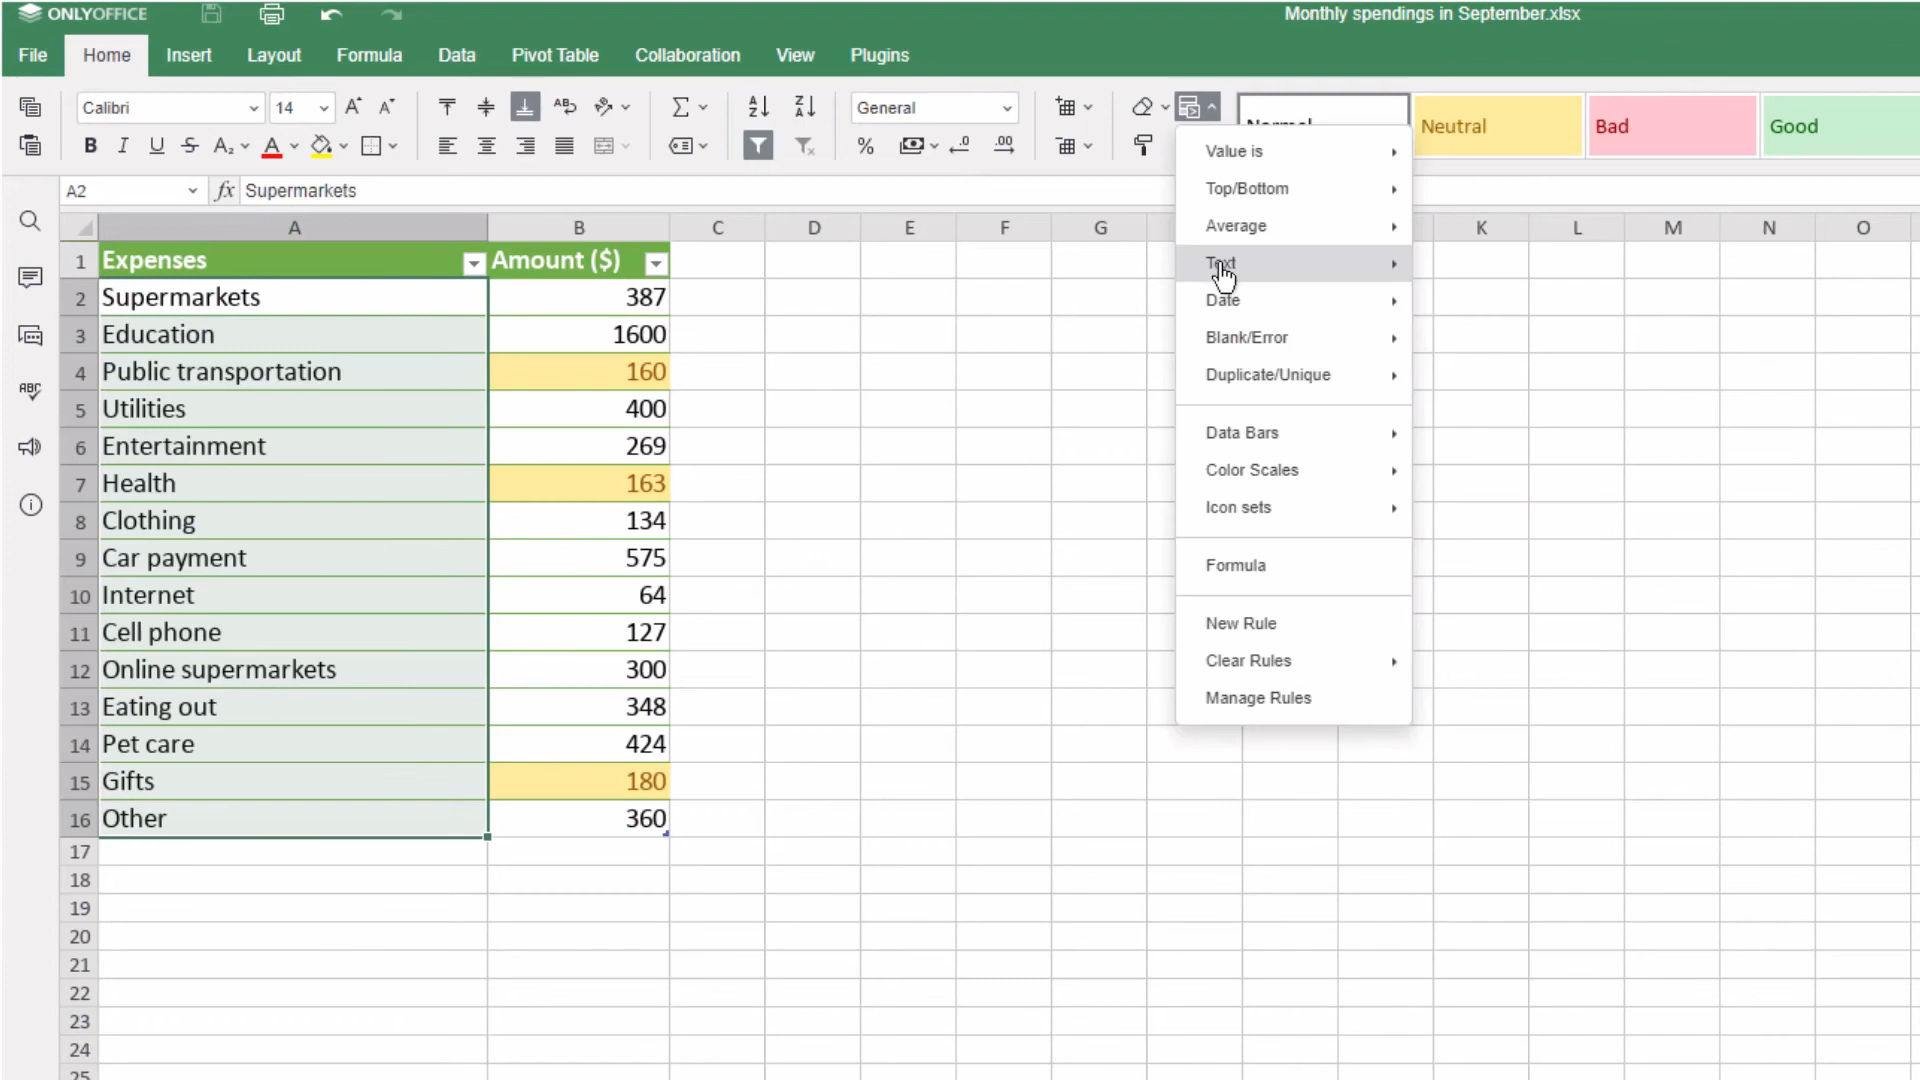 ONLYOFFICE
Monthly spendings in September.xlsx
File Home Insert Layout Formula Data Pivot Table Collaboration View Plugins
Calibri 14 General
Normal Neutral Bad Good
A2 fx Supermarkets
A B C D E F G K L M N O
1 Expenses Amount ($)
2 Supermarkets 387
3 Education 1600
4 Public transportation 160
5 Utilities 400
6 Entertainment 269
7 Health 163
8 Clothing 134
9 Car payment 575
10 Internet 64
11 Cell phone 127
12 Online supermarkets 300
13 Eating out 348
14 Pet care 424
15 Gifts 180
16 Other 360
17
18
19
20
21
22
23
24
25
Value is
Top/Bottom
Average
Text
Date
Blank/Error
Duplicate/Unique
Data Bars
Color Scales
Icon sets
Formula
New Rule
Clear Rules
Manage Rules